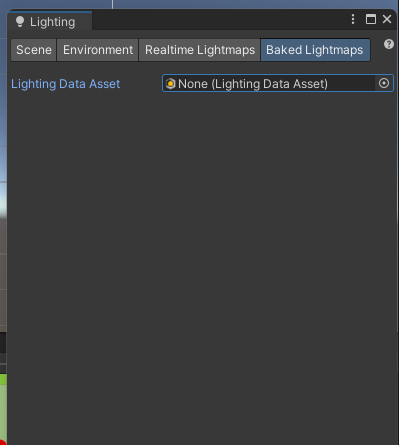 Lighting
Scene Environment Realtime Lightmaps Baked Lightmaps
Lighting Data Asset None (Lighting Data Asset)